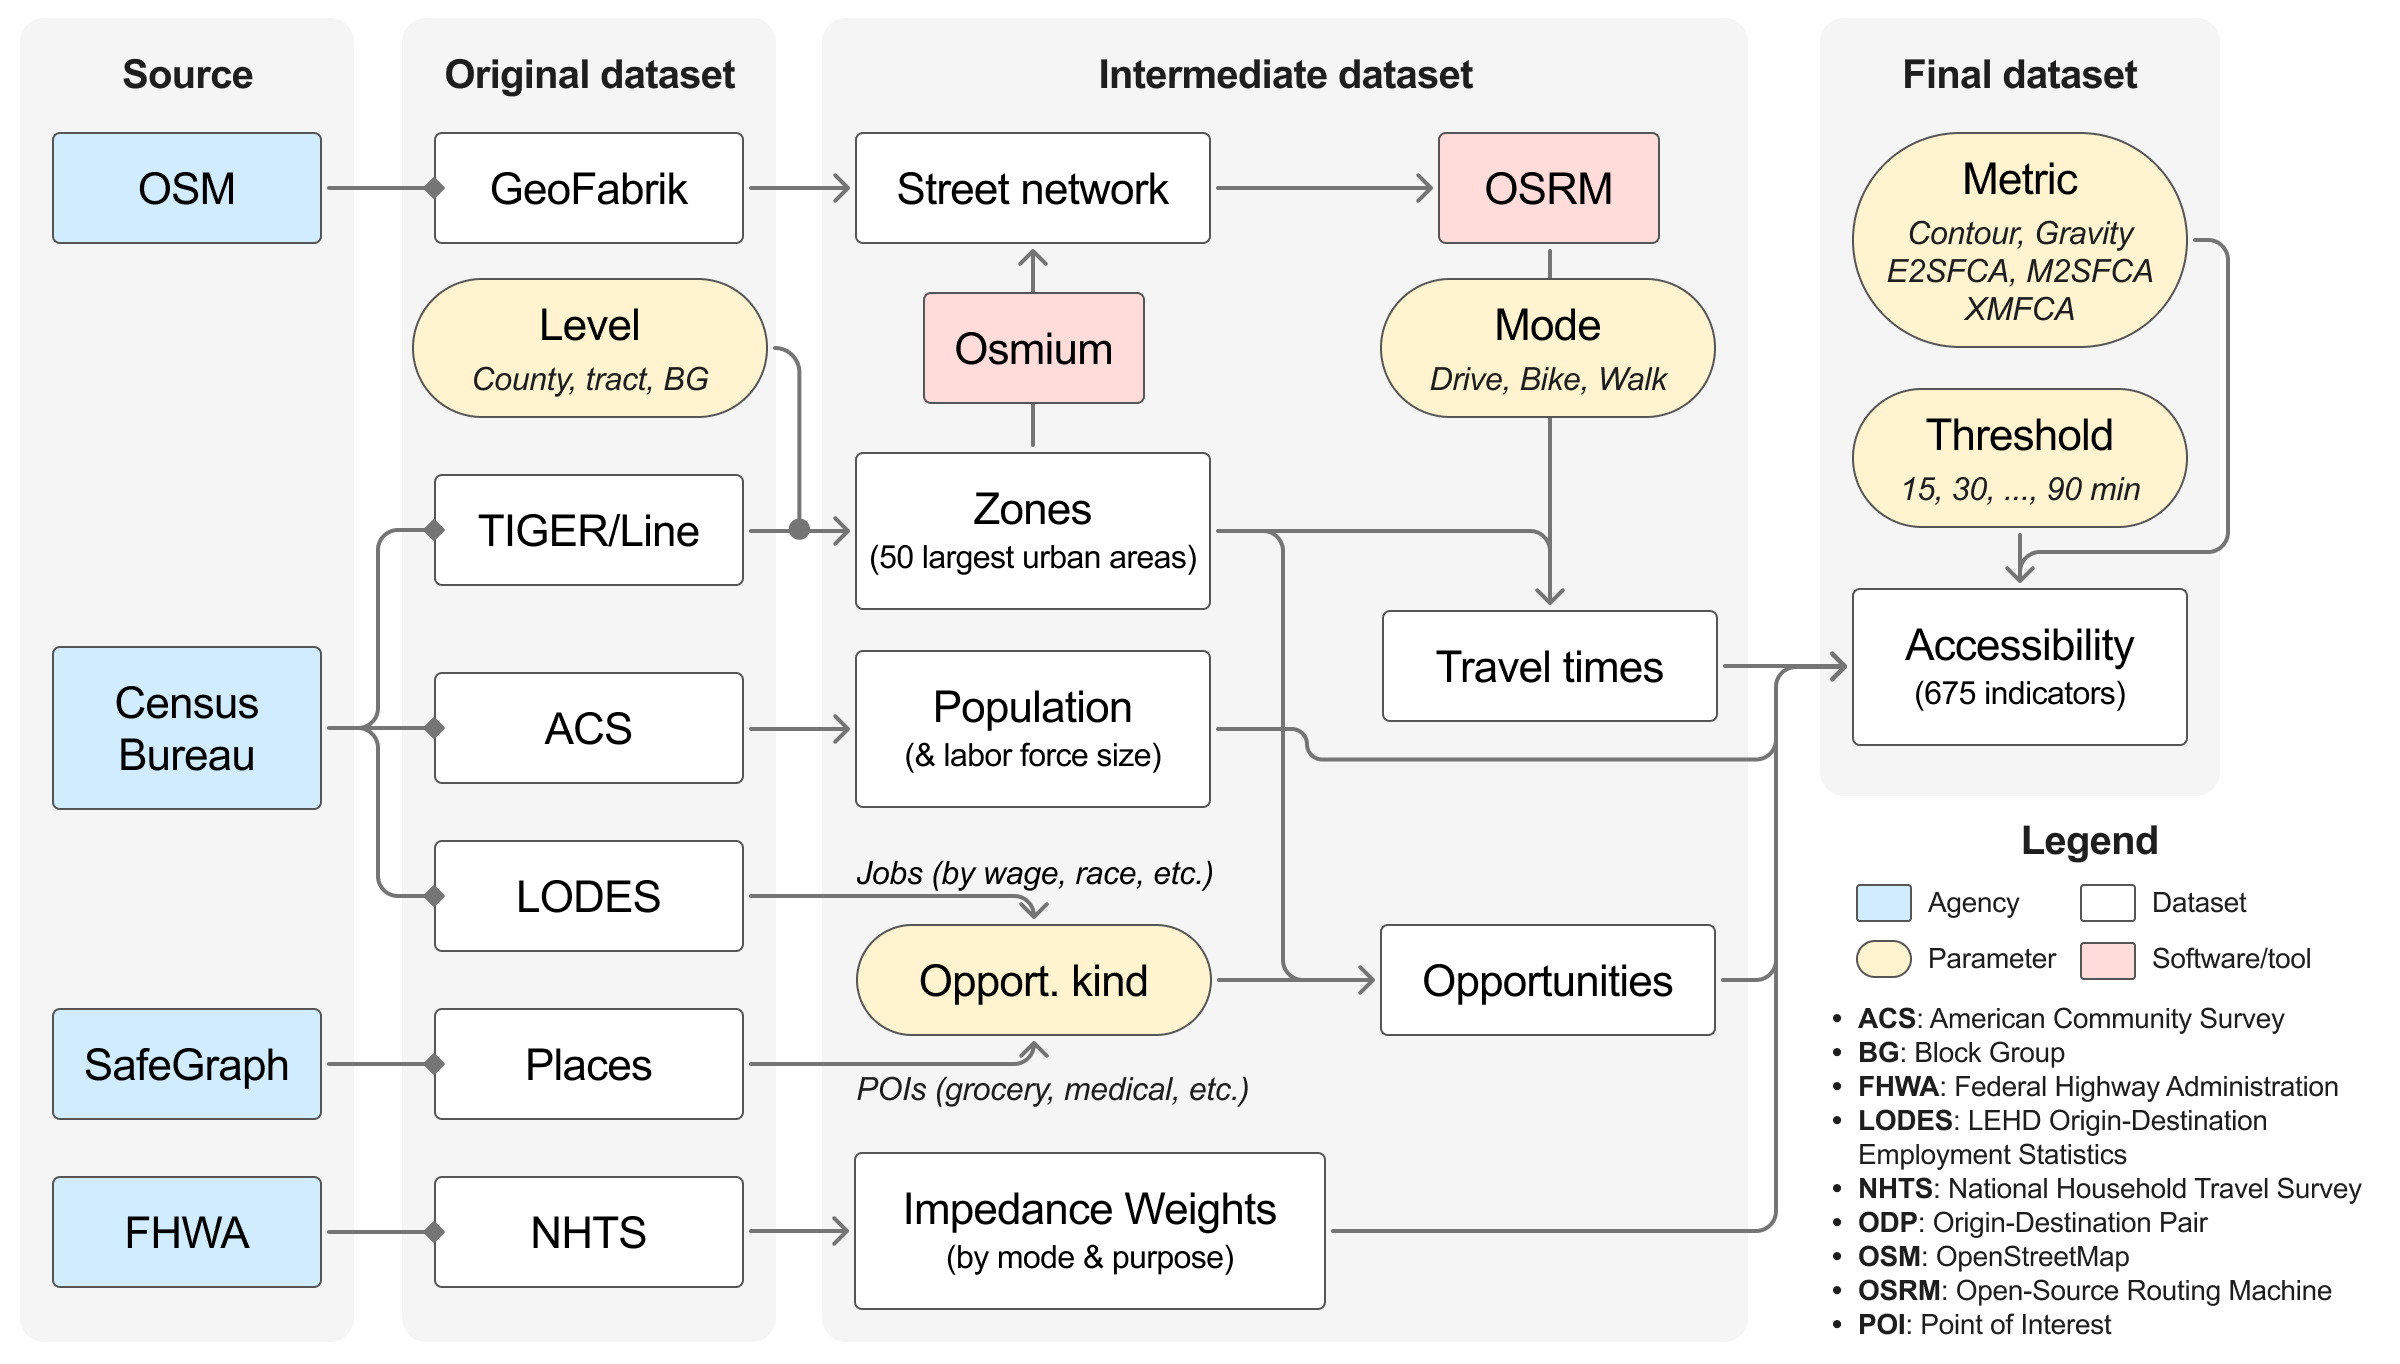 Source
OSM
Census
Bureau
SafeGraph
FHWA
Original dataset
GeoFabrik
Level
County, tract, BG
TIGER/Line
ACS
LODES
Places
NHTS
Intermediate dataset
Street network
OSRM
Osmium
Mode
Drive, Bike, Walk
Zones
(50 largest urban areas)
Travel times
Population
(& labor force size)
Jobs (by wage, race, etc.)
Opport. kind
Opportunities
POIs (grocery, medical, etc.)
Impedance Weights
(by mode & purpose)
Final dataset
Metric
Contour, Gravity
E2SFCA, M2SFCA
XMFCA
Threshold
15, 30, ..., 90 min
Accessibility
(675 indicators)
Legend
Agency
Dataset
Parameter
Software/tool
• ACS: American Community Survey
• BG: Block Group
• FHWA: Federal Highway Administration
• LODES: LEHD Origin-Destination
Employment Statistics
• NHTS: National Household Travel Survey
• ODP: Origin-Destination Pair
• OSM: OpenStreetMap
• OSRM: Open-Source Routing Machine
• POI: Point of Interest